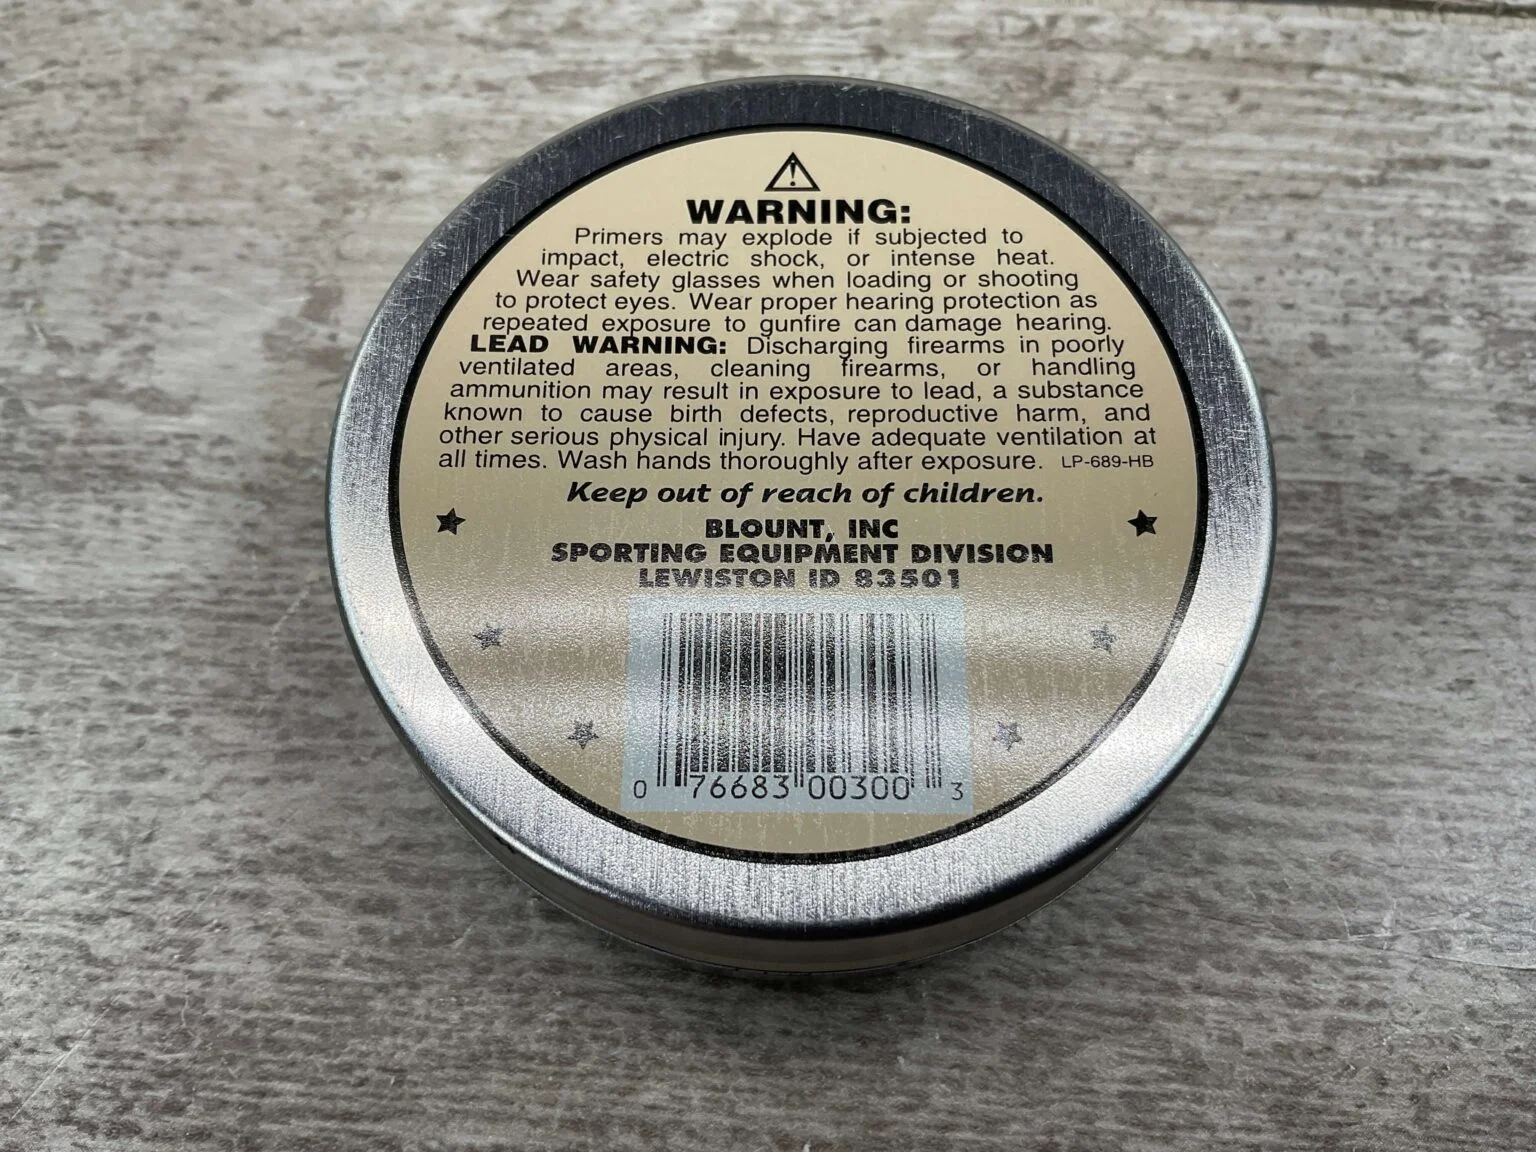 WARNING:
Primers may explode if subjected to
impact, electric shock, or intense heat.
Wear safety glasses when loading or shooting
to protect eyes. Wear proper hearing protection as
repeated exposure to gunfire can damage hearing.
LEAD WARNING: Discharging firearms in poorly
ventilated areas, cleaning firearms, or handling
ammunition may result in exposure to lead, a substance
known to cause birth defects, reproductive harm, and
other serious physical injury. Have adequate ventilation at
all times. Wash hands thoroughly after exposure. LP-689-HB
Keep out of reach of children.
BLOUNT, INC
SPORTING EQUIPMENT DIVISION
LEWISTON ID 83501
0 76683 00300 3